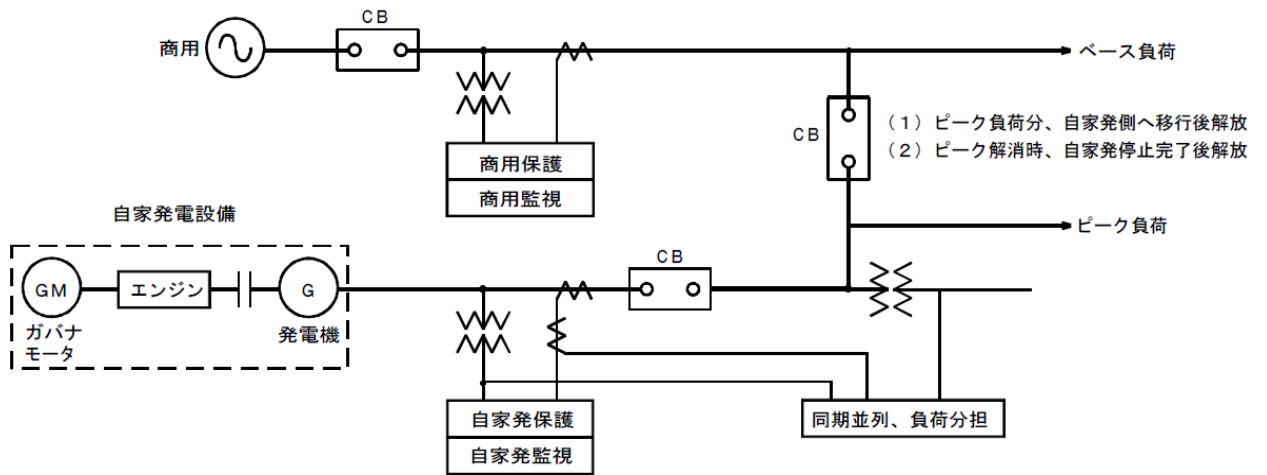 CB
商用
ベース負荷
CB
(1)ピーク負荷分、自家発側へ移行後解放
(2)ピーク解消時、自家発停止完了後解放
商用保護
商用監視
自家発電設備
ピーク負荷
CB
GM
エンジン
G
ガバナ
モータ
発電機
自家発保護
自家発監視
同期並列、負荷分担